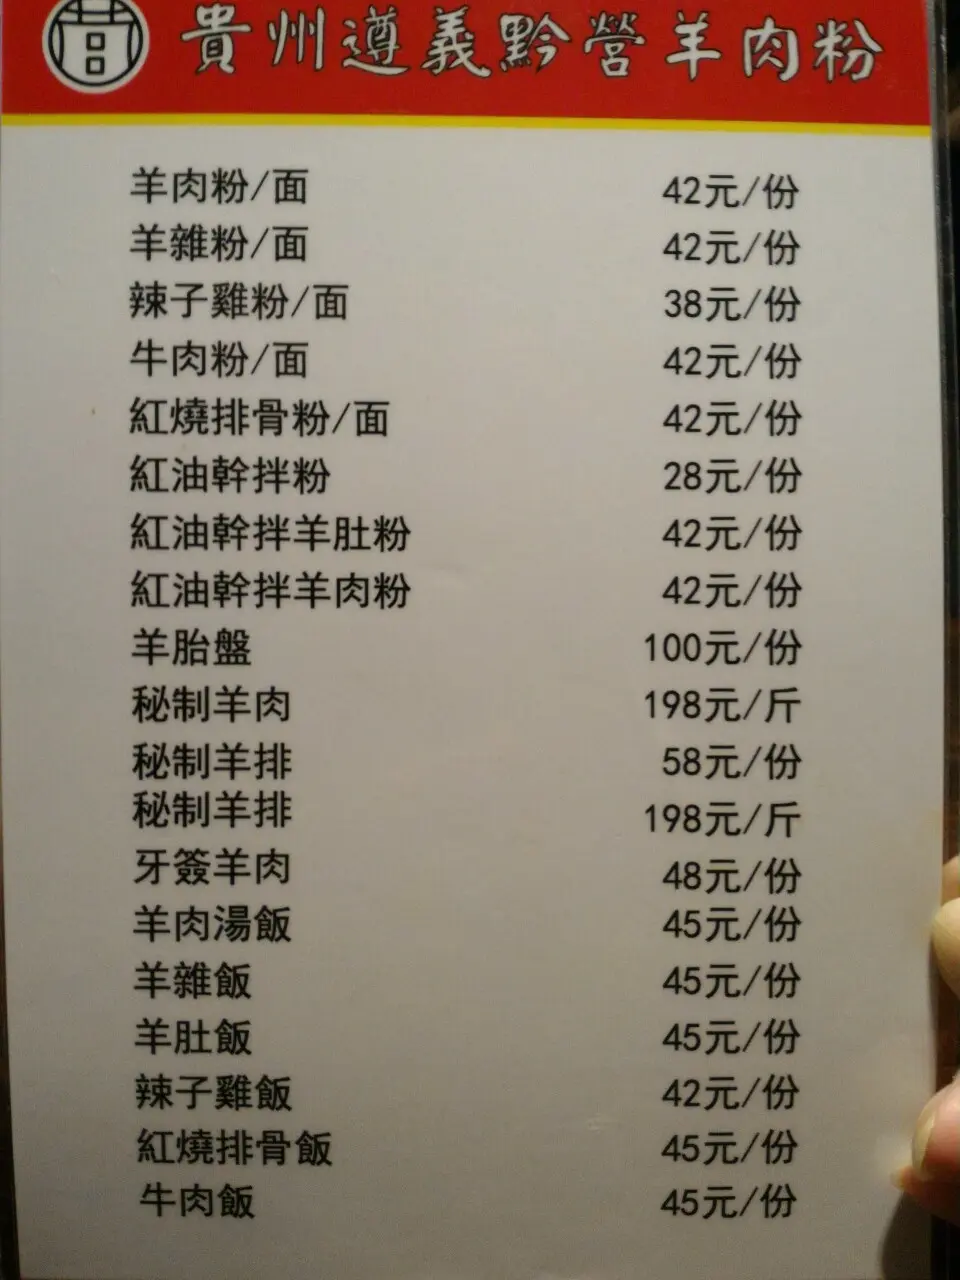 貴州遵義黔營羊肉粉
羊肉粉/面 42元/份
羊雜粉/面 42元/份
辣子雞粉/面 38元/份
牛肉粉/面 42元/份
紅燒排骨粉/面 42元/份
紅油幹拌粉 28元/份
紅油幹拌羊肚粉 42元/份
紅油幹拌羊肉粉 42元/份
羊胎盤 100元/份
秘制羊肉 198元/斤
秘制羊排 58元/份
秘制羊排 198元/斤
牙簽羊肉 48元/份
羊肉湯飯 45元/份
羊雜飯 45元/份
羊肚飯 45元/份
辣子雞飯 42元/份
紅燒排骨飯 45元/份
牛肉飯 45元/份